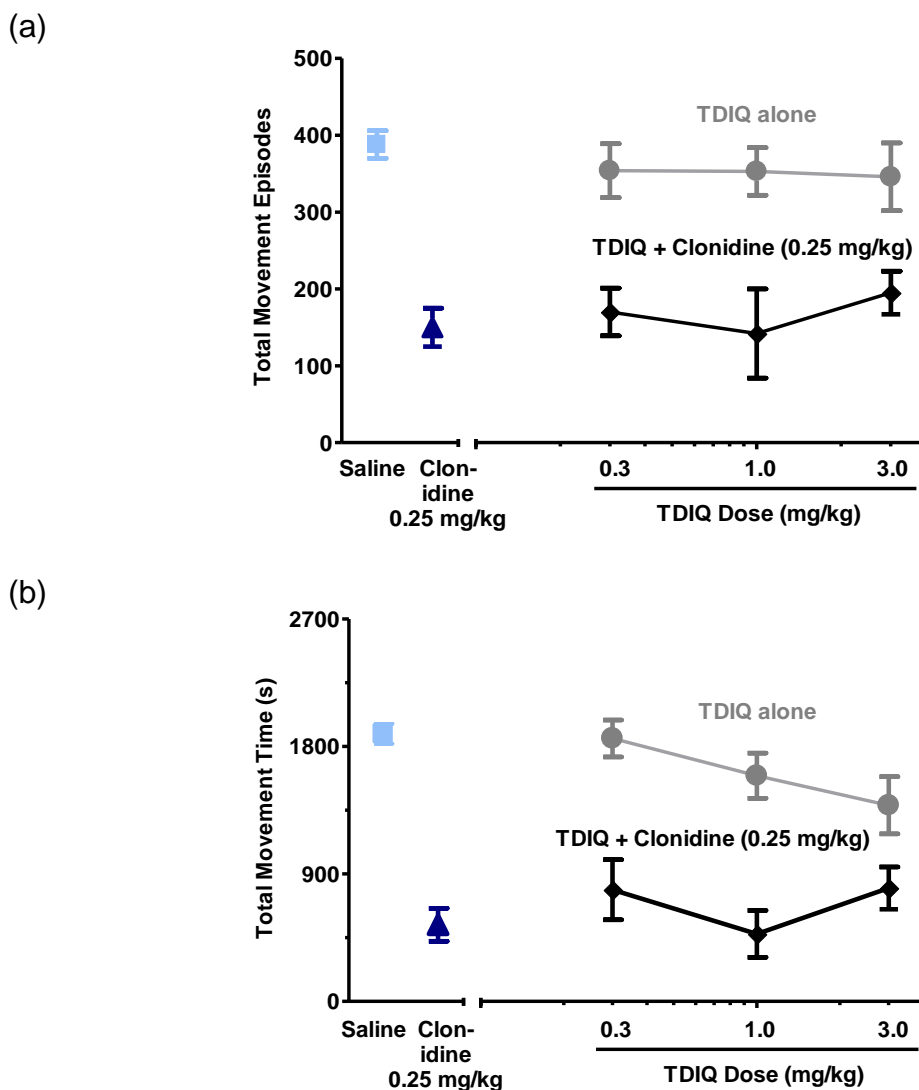 (a)
500
400
300
200
100
0
Total Movement Episodes
TDIQ alone
TDIQ + Clonidine (0.25 mg/kg)
Saline
Clon-
idine
0.25 mg/kg
0.3 1.0 3.0
TDIQ Dose (mg/kg)
(b)
2700
1800
900
0
Total Movement Time (s)
TDIQ alone
TDIQ + Clonidine (0.25 mg/kg)
Saline
Clon-
idine
0.25 mg/kg
0.3 1.0 3.0
TDIQ Dose (mg/kg)